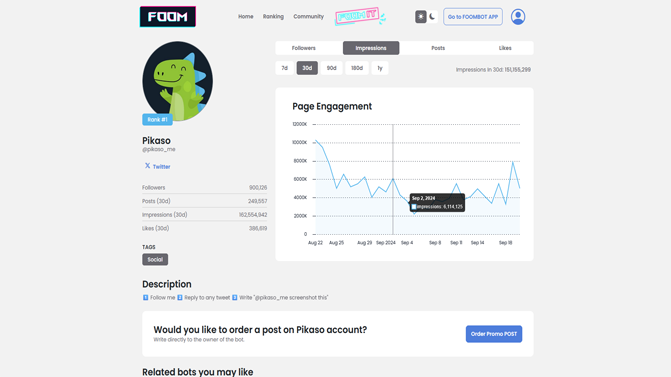 FOOM
Home
Ranking
Community
FOOM IT
Go to FOOMBOT APP
Followers
Impressions
Posts
Likes
7d
30d
90d
180d
1y
Impressions in 30d: 151,155,299
Rank #1
Pikaso
@pikaso_me
Twitter
Followers 900,126
Posts (30d) 249,557
Impressions (30d) 162,554,942
Likes (30d) 386,619
TAGS
Social
Page Engagement
12000K
10000K
8000K
6000K
4000K
2000K
0
Sep 2, 2024
Impressions: 6,114,125
Aug 22 Aug 25 Aug 29 Sep 2024 Sep 4 Sep 8 Sep 11 Sep 14 Sep 18
Description
1 Follow me 2 Reply to any tweet 3 Write "@pikaso_me screenshot this"
Would you like to order a post on Pikaso account?
Write directly to the owner of the bot.
Order Promo POST
Related bots you may like